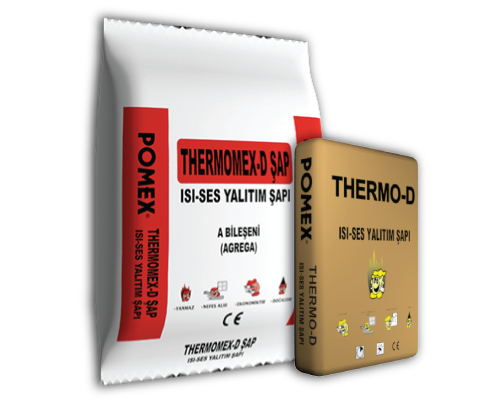 THERMOMEX-D ŞAP
ISI-SES YALITIM ŞAPI
A BİLEŞENİ
(AGREGA)
-YANMAZ -NEFES ALIR -EKONOMİKTİR
CE
THERMOMEX-D ŞAP
ISI-SES YALITIM ŞAPI
POMEX®
THERMOMEX-D ŞAP
ISI-SES YALITIM ŞAPI
THERMO-D
ISI-SES YALITIM ŞAPI
CE
POMEX®
THERMO-D
ISI-SES YALITIM ŞAPI